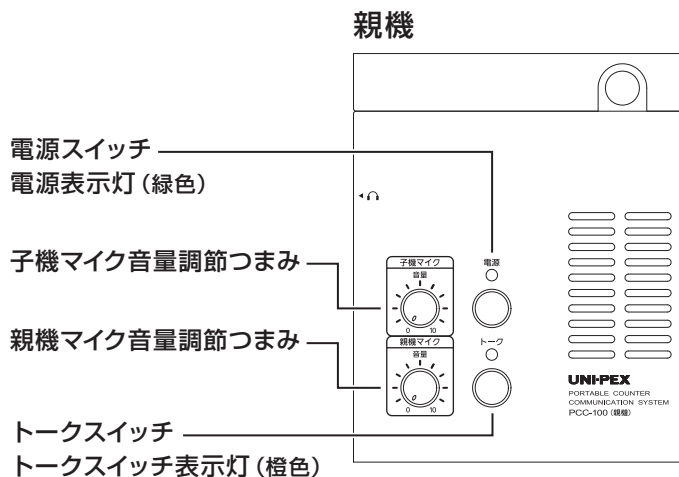 親機
電源スイッチ
電源表示灯(緑色)
子機マイク音量調節つまみ
親機マイク音量調節つまみ
トークスイッチ
トークスイッチ表示灯(橙色)
子機マイク
音量
0 10
電源
親機マイク
音量
0 10
トーク
UNI-PEX
PORTABLE COUNTER
COMMUNICATION SYSTEM
PCC-100 (親機)